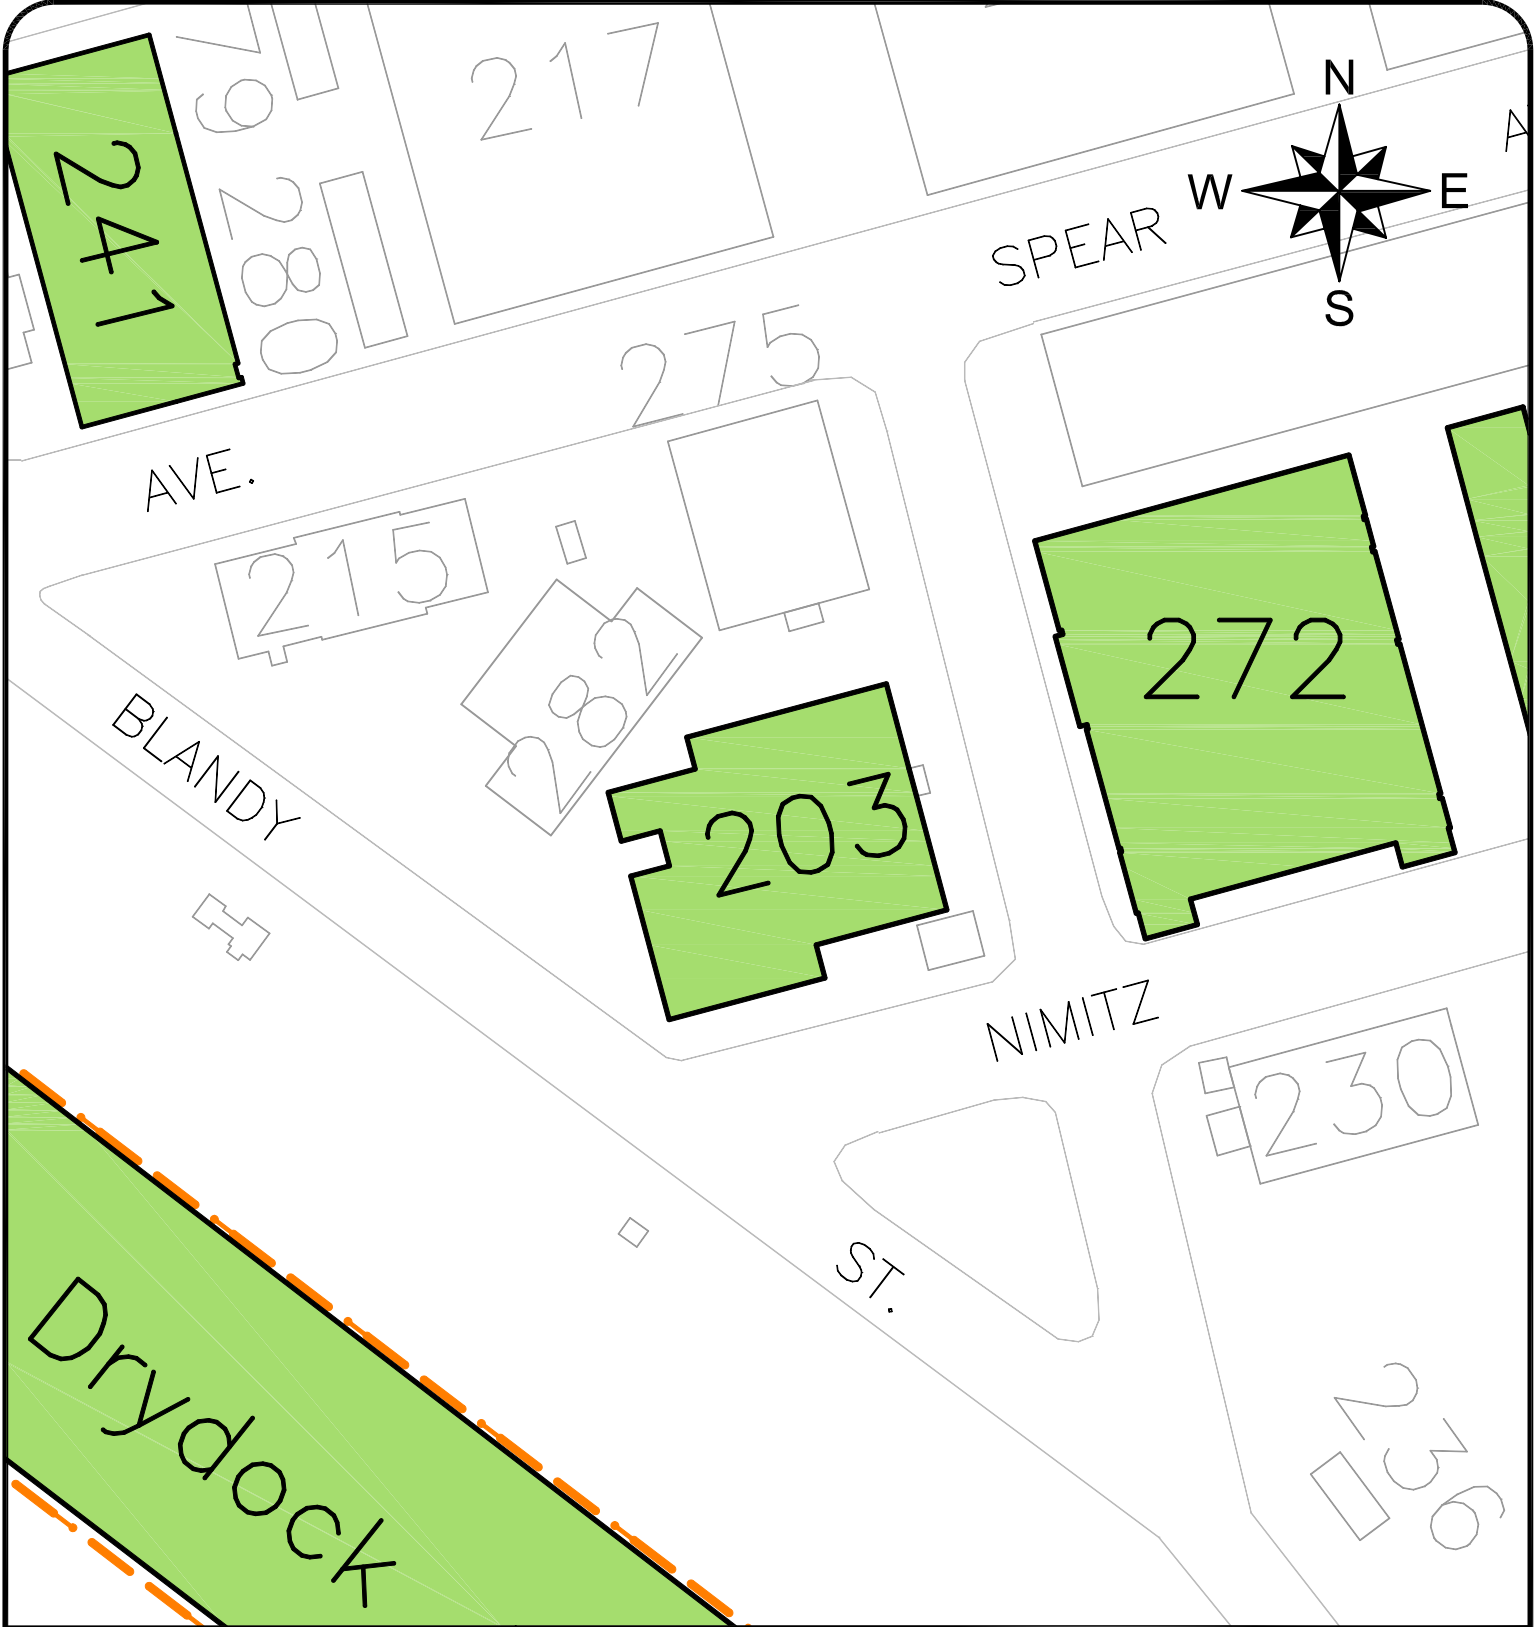 217
N
W
E
S
SPEAR
241
280
275
AVE.
215
282
272
BLANDY
203
NIMITZ
230
ST.
Drydock
236